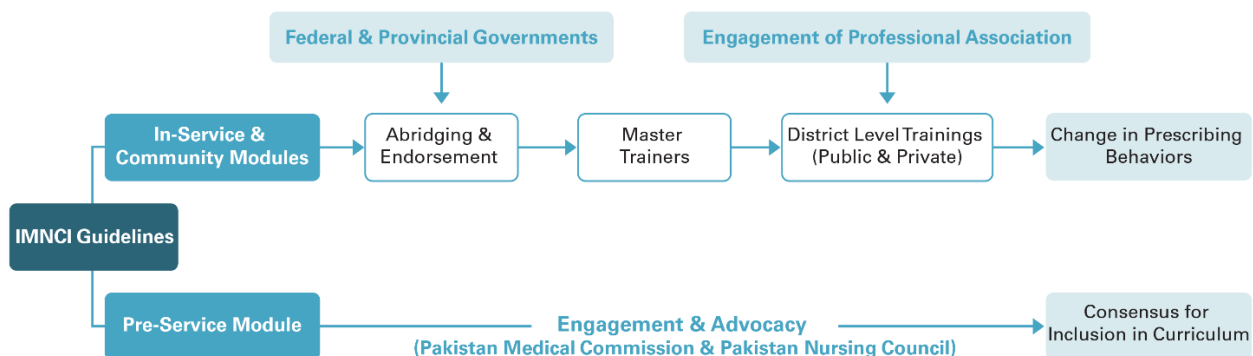 Federal & Provincial Governments
Engagement of Professional Association
In-Service &
Community Modules
Abridging &
Endorsement
Master
Trainers
District Level Trainings
(Public & Private)
Change in Prescribing
Behaviors
IMNCI Guidelines
Pre-Service Module
Engagement & Advocacy
(Pakistan Medical Commission & Pakistan Nursing Council)
Consensus for
Inclusion in Curriculum